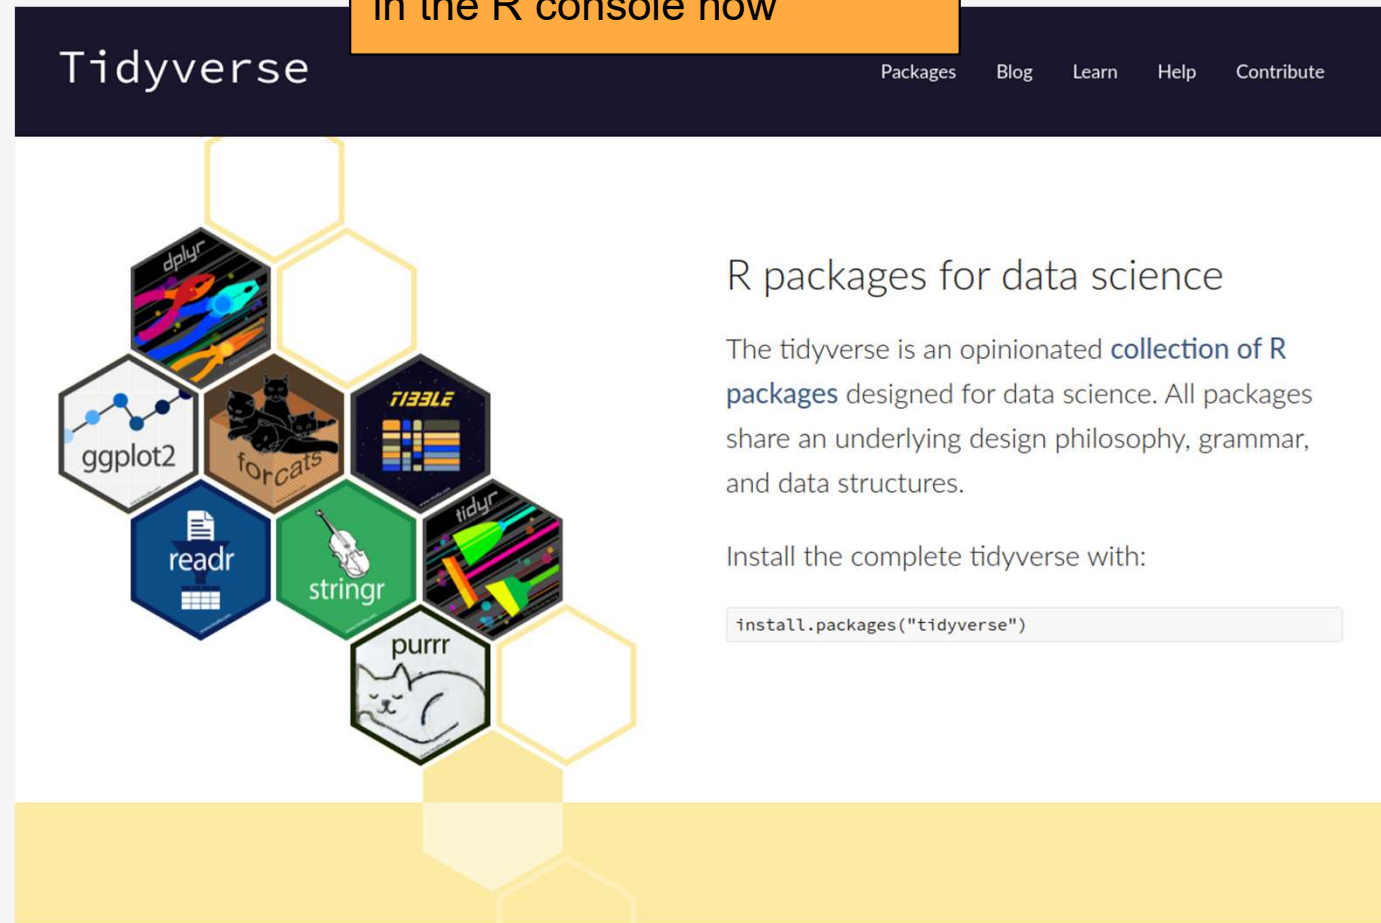 in the R console now
Tidyverse
Packages Blog Learn Help Contribute
dplyr
ggplot2
forcats
TIBBLE
readr
stringr
tidyr
purrr
R packages for data science
The tidyverse is an opinionated collection of R
packages designed for data science. All packages
share an underlying design philosophy, grammar,
and data structures.
Install the complete tidyverse with:
install.packages("tidyverse")